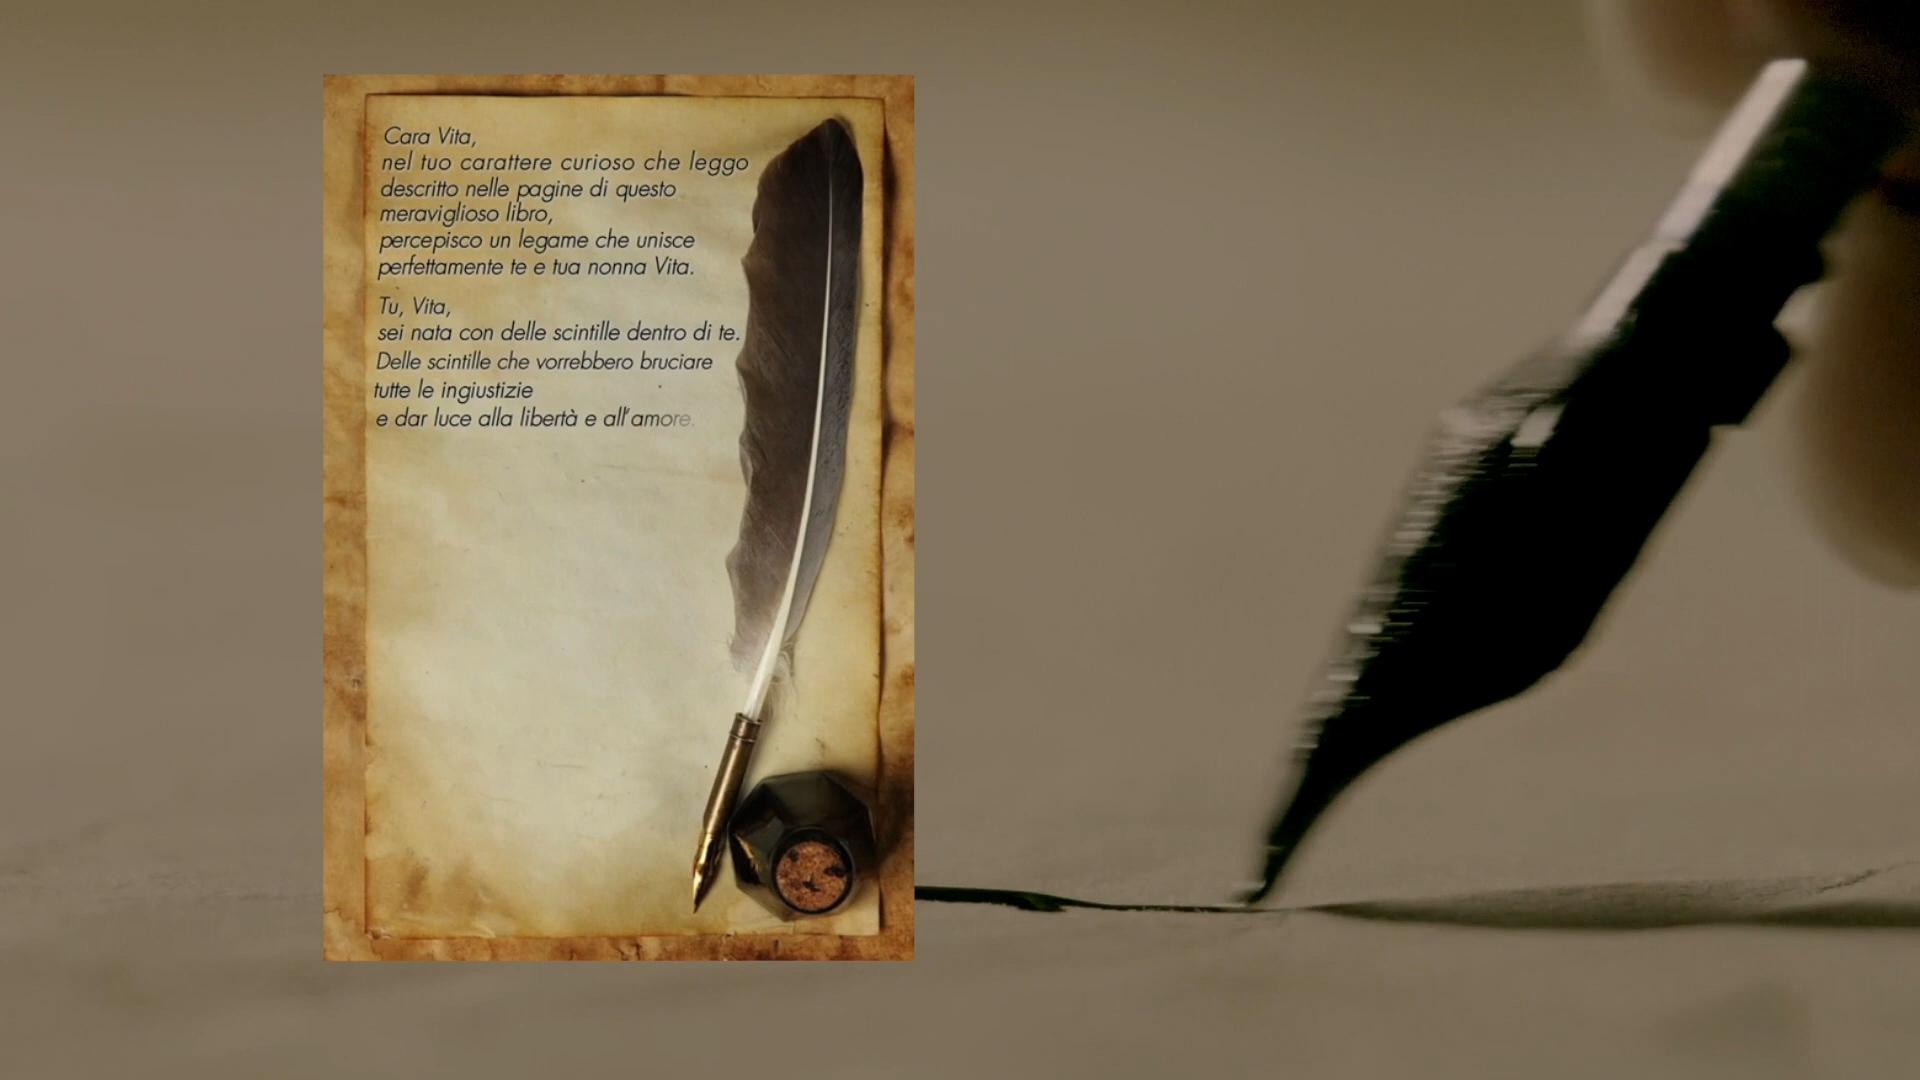 Cara Vita,
nel tuo carattere curioso che leggo
descritto nelle pagine di questo
meraviglioso libro,
percepisco un legame che unisce
perfettamente te e tua nonna Vita.
Tu, Vita,
sei nata con delle scintille dentro di te.
Delle scintille che vorrebbero bruciare
tutte le ingiustizie
e dar luce alla libertà e all'amore.